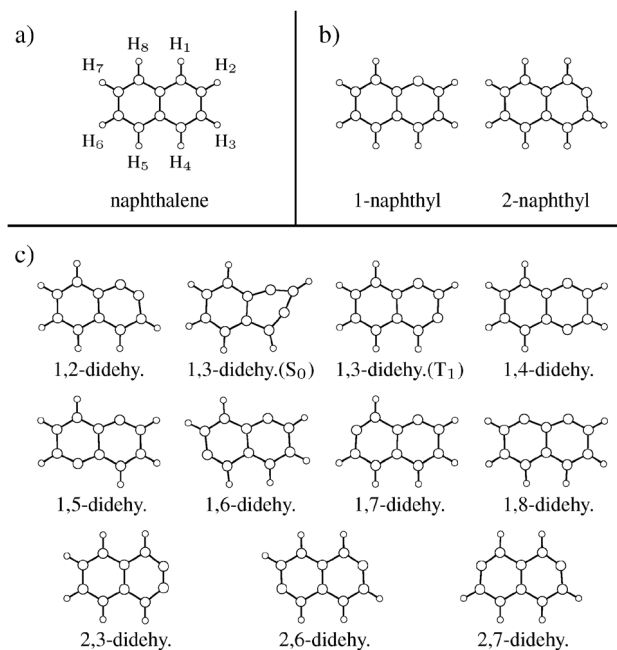 a)
H₈ H₁
H₇ H₂
H₆ H₃
H₅ H₄
naphthalene
b)
1-naphthyl 2-naphthyl
c)
1,2-didehy. 1,3-didehy.(S₀) 1,3-didehy.(T₁) 1,4-didehy.
1,5-didehy. 1,6-didehy. 1,7-didehy. 1,8-didehy.
2,3-didehy. 2,6-didehy. 2,7-didehy.